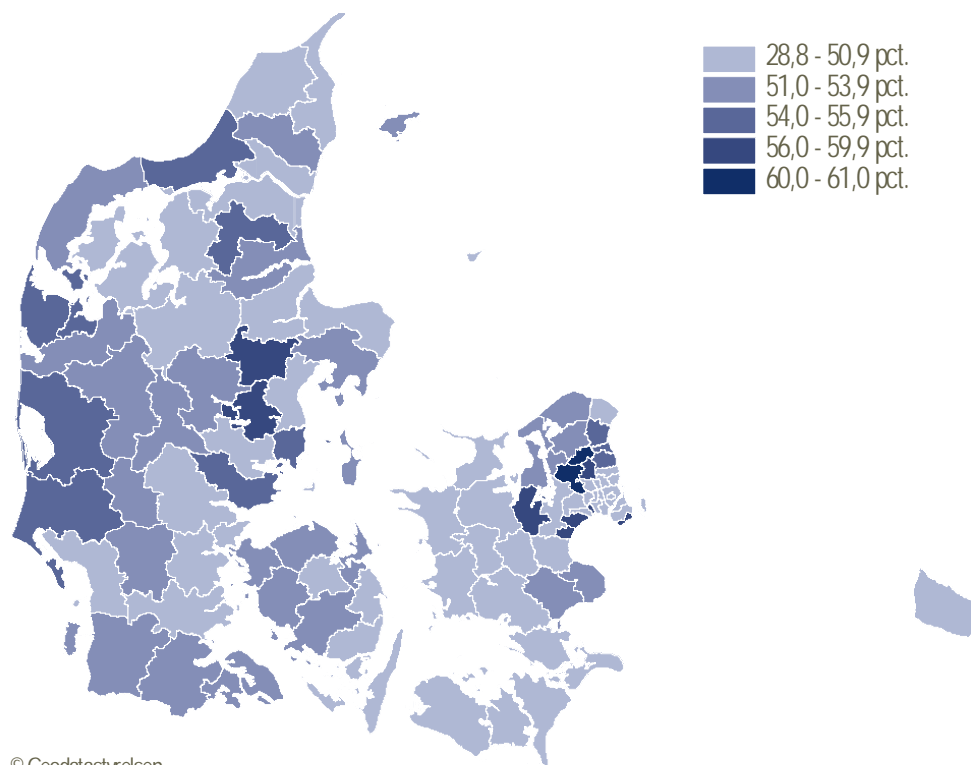 28,8 - 50,9 pct.
51,0 - 53,9 pct.
54,0 - 55,9 pct.
56,0 - 59,9 pct.
60,0 - 61,0 pct.
© Geodatastyrelsen